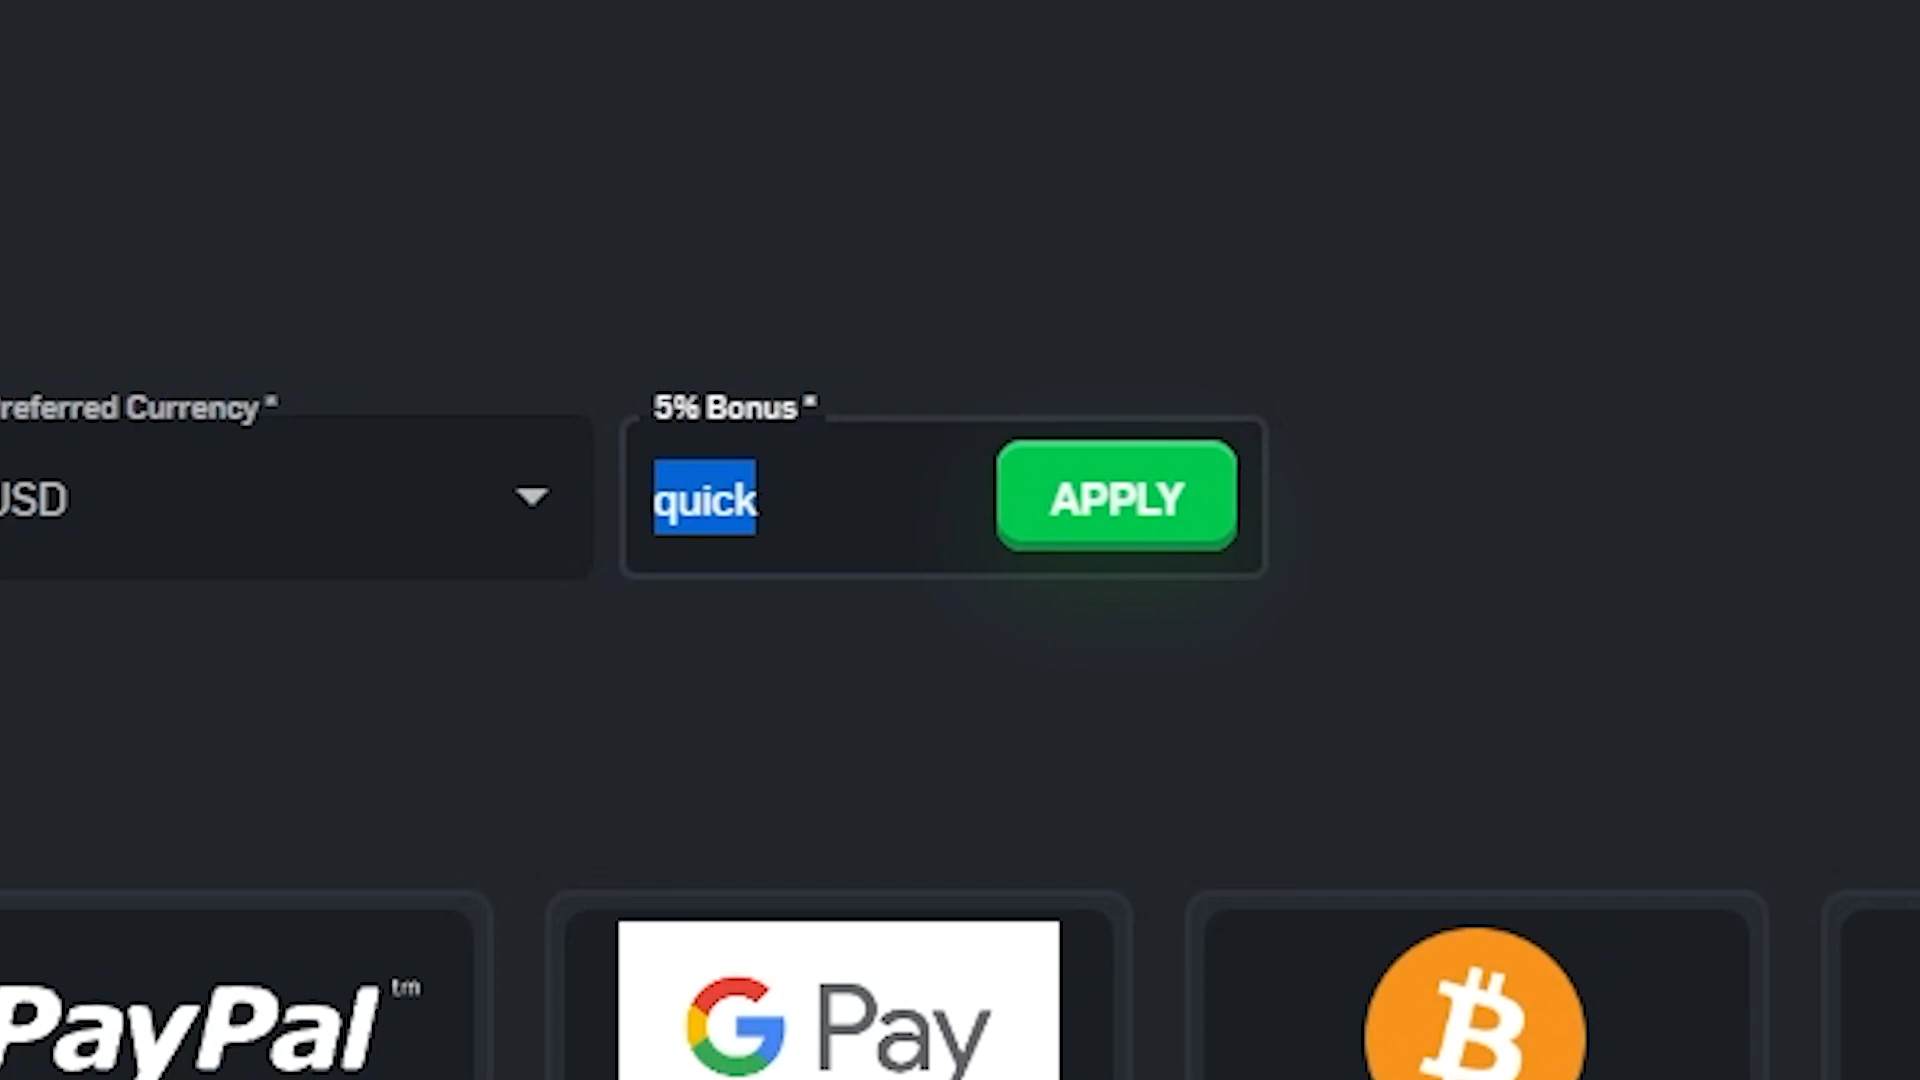 referred Currency *
5% Bonus *
USD
quick
APPLY
PayPal tm
G Pay